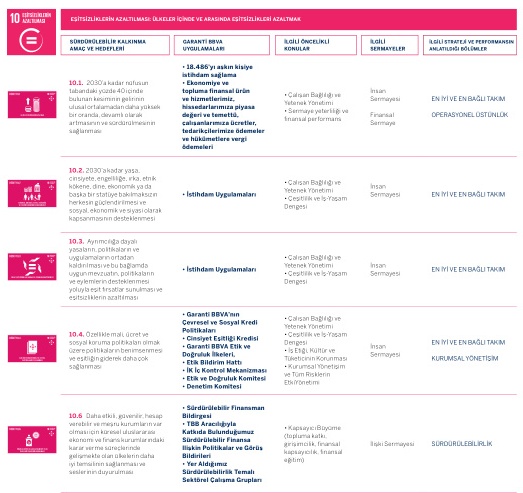 10 EŞİTSİZLİKLERİN
AZALTILMASI
EŞİTSİZLİKLERİN AZALTILMASI: ÜLKELER İÇİNDE VE ARASINDA EŞİTSİZLİKLERİ AZALTMAK
SÜRDÜRÜLEBİLİR KALKINMA
AMAÇ VE HEDEFLERİ
GARANTİ BBVA
UYGULAMALARI
İLGİLİ ÖNCELİKLİ
KONULAR
İLGİLİ
SERMAYELER
İLGİLİ STRATEJİ VE PERFORMANSIN
ANLATILDIĞI BÖLÜMLER
10.1. 2030'a kadar nüfusun
tabandaki yüzde 40 içinde
bulunan kesiminin gelirinin
ulusal ortalamadan daha yüksek
bir oranda, devamlı olarak
artmasının ve sürdürülmesinin
sağlanması
• 18.486'yı aşkın kişiye
istihdam sağlama
• Ekonomiye ve
topluma finansal ürün
ve hizmetlerimiz,
hissedarlarımıza piyasa
değeri ve temettü,
çalışanlarımıza ücretler,
tedarikçilerimize ödemeler
ve hükümetlere vergi
ödemeleri
• Çalışan Bağlılığı ve
Yetenek Yönetimi
• Sermaye yeterliliği ve
finansal performans
İnsan
Sermayesi
Finansal
Sermaye
EN İYİ VE EN BAĞLI TAKIM
OPERASYONEL ÜSTÜNLÜK
10.2. 2030'a kadar yaşa,
cinsiyete, engelliliğe, ırka, etnik
kökene, dine, ekonomik ya da
başka bir statüye bakılmaksızın
herkesin güçlendirilmesi ve
sosyal, ekonomik ve siyasi olarak
kapsanmasının desteklenmesi
• İstihdam Uygulamaları
• Çalışan Bağlılığı ve
Yetenek Yönetimi
• Çeşitlilik ve İş-Yaşam
Dengesi
İnsan
Sermayesi
EN İYİ VE EN BAĞLI TAKIM
10.3. Ayrımcılığa dayalı
yasaların, politikaların ve
uygulamaların ortadan
kaldırılması ve bu bağlamda
uygun mevzuatın, politikaların
ve eylemlerin desteklenmesi
yoluyla eşit fırsatlar sunulması ve
eşitsizliklerin azaltılması
• İstihdam Uygulamaları
• Çalışan Bağlılığı ve
Yetenek Yönetimi
• Çeşitlilik ve İş-Yaşam
Dengesi
İnsan
Sermayesi
EN İYİ VE EN BAĞLI TAKIM
10.4. Özellikle mali, ücret ve
sosyal koruma politikaları olmak
üzere politikaların benimsenmesi
ve eşitliğin giderek daha çok
sağlanması
• Garanti BBVA'nın
Çevresel ve Sosyal Kredi
Politikaları
• Cinsiyet Eşitliği Kredisi
• Garanti BBVA Etik ve
Doğruluk İlkeleri,
• Etik Bildirim Hattı
• İK İç Kontrol Mekanizması
• Etik ve Doğruluk Komitesi
• Denetim Komitesi
• Çalışan Bağlılığı ve
Yetenek Yönetimi
• Çeşitlilik ve İş-Yaşam
Dengesi
• İş Etiği, Kültür ve
Tüketicinin Korunması
• Kurumsal Yönetişim
ve Tüm Risklerin
Etki Yönetimi
İnsan
Sermayesi
EN İYİ VE EN BAĞLI TAKIM
KURUMSAL YÖNETİŞİM
10.6 Daha etkili, güvenilir, hesap
verebilir ve meşru kurumların var
olması için küresel uluslararası
ekonomi ve finans kurumlarındaki
karar verme süreçlerinde
gelişmekte olan ülkelerin daha
iyi temsilinin sağlanması ve
seslerinin duyurulması
• Sürdürülebilir Finansman
Bildirgesi
• TBB Aracılığıyla
Katkıda Bulunduğumuz
Sürdürülebilir Finansa
İlişkin Politikalar ve Görüş
Bildirileri
• Yer Aldığımız
Sürdürülebilirlik Temalı
Sektörel Çalışma Grupları
• Kapsayıcı Büyüme
(topluma katkı,
girişimcilik, finansal
kapsayıcılık, finansal
eğitim)
İlişki Sermayesi
SÜRDÜRÜLEBİLİRLİK